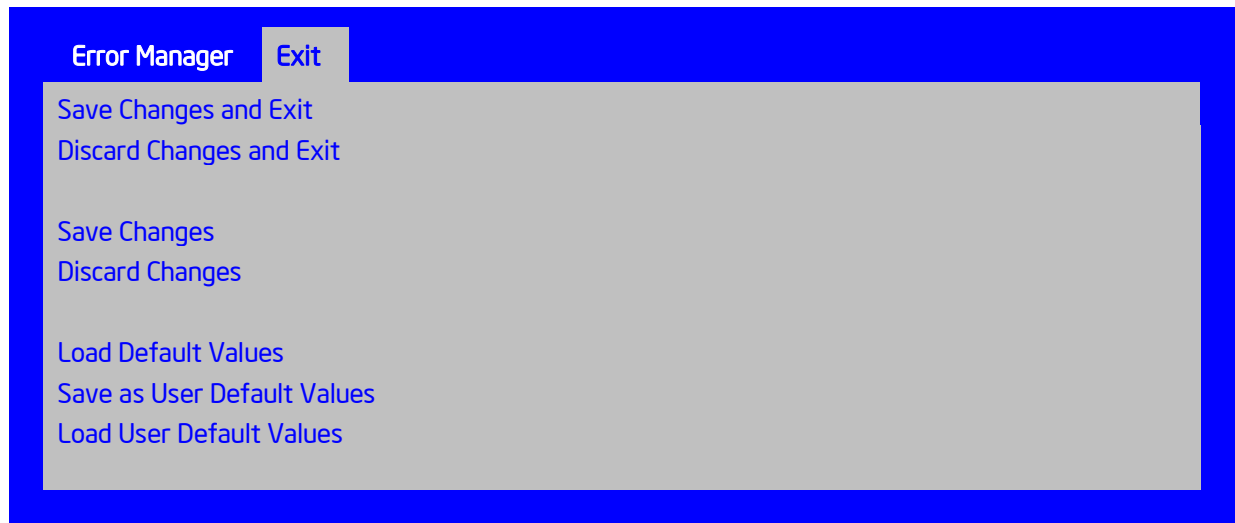 Error Manager Exit
Save Changes and Exit
Discard Changes and Exit
Save Changes
Discard Changes
Load Default Values
Save as User Default Values
Load User Default Values